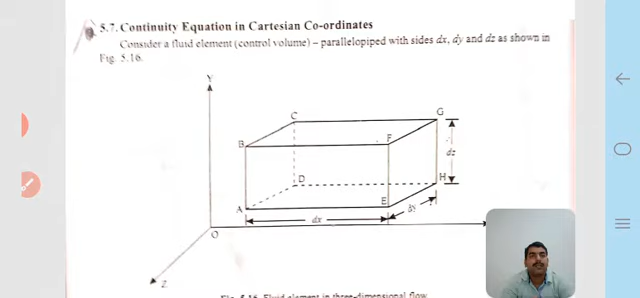 5.7. Continuity Equation in Cartesian Co-ordinates
Consider a fluid element (control volume) – parallelopiped with sides dx, dy and dz as shown in
Fig. 5.16.
Y
C
G
B
F
dz
D
H
A
E
dy
dx
O
Z
Fig. 5.16. Fluid element in three-dimensional flow